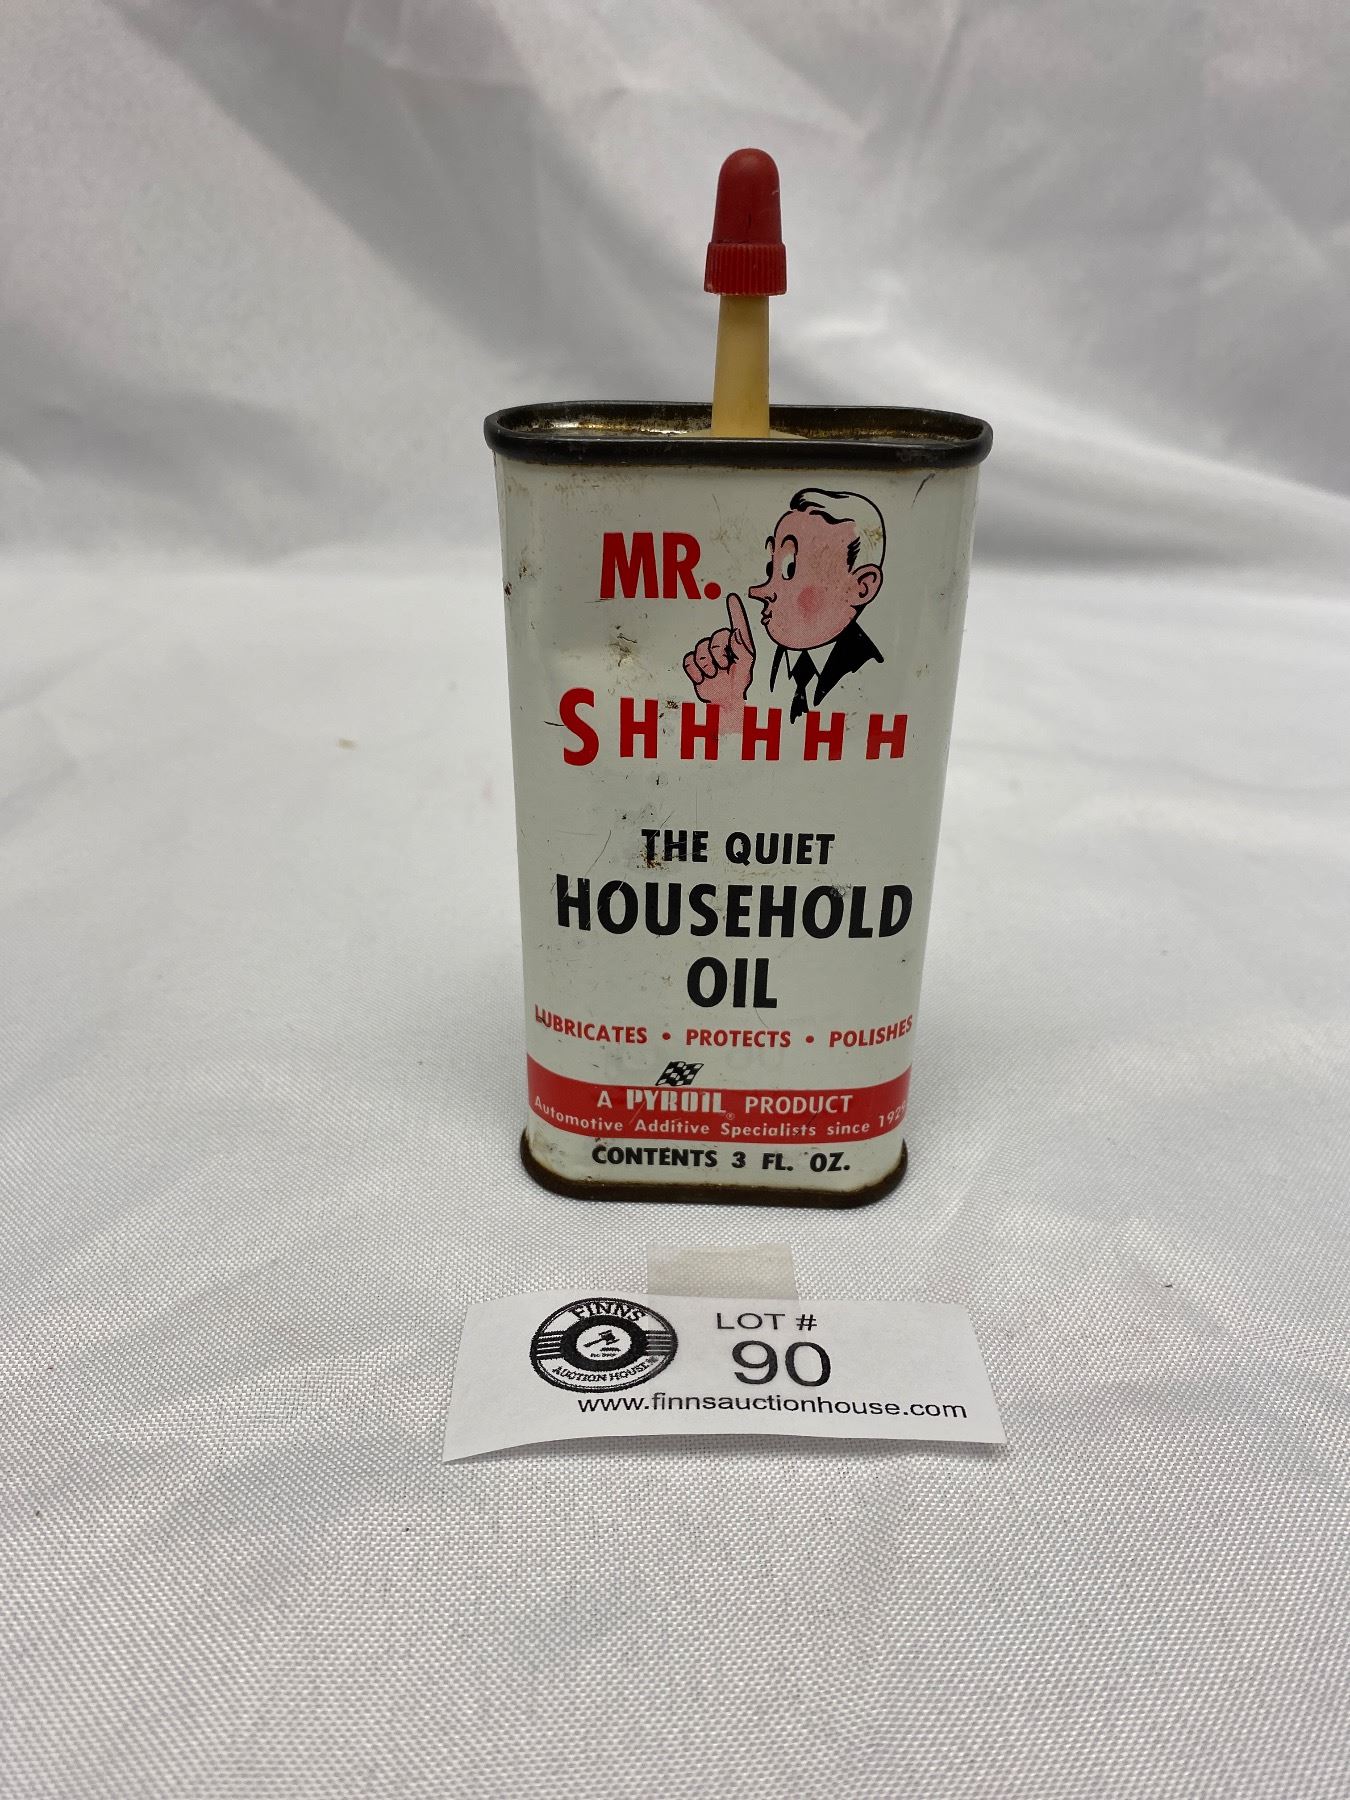 MR.
SHHHHH
THE QUIET
HOUSEHOLD
OIL
LUBRICATES • PROTECTS • POLISHES
A PYROIL® PRODUCT
Automotive Additive Specialists since 1929
CONTENTS 3 FL. OZ.
FINNS
AUCTION HOUSE
LOT #
90
www.finnsauctionhouse.com